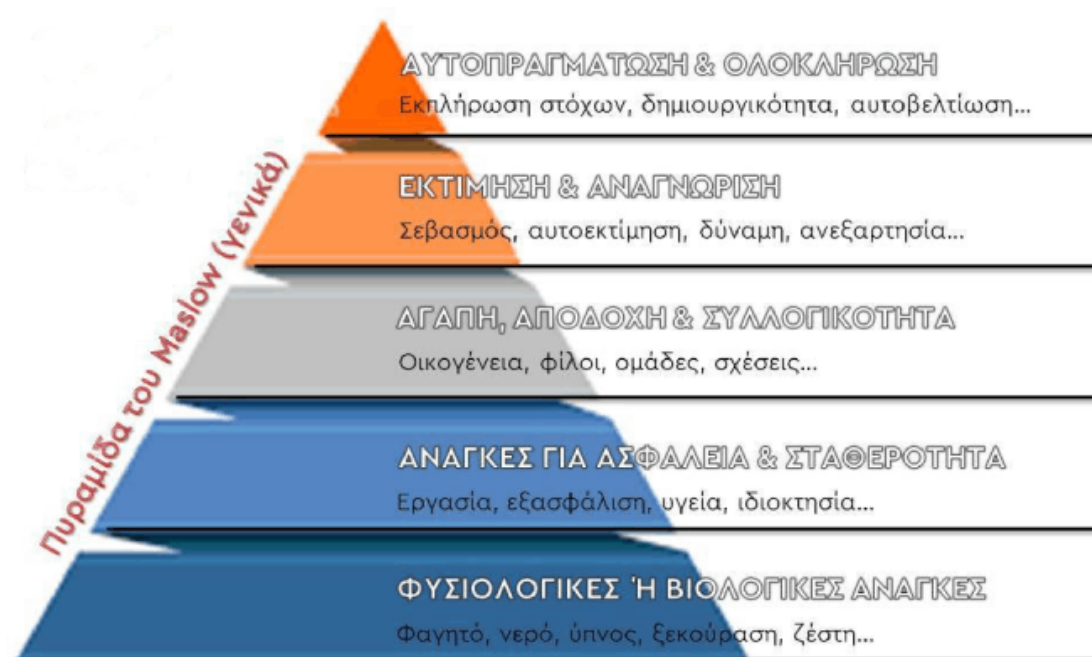 ΑΥΤΟΠΡΑΓΜΑΤΩΣΗ & ΟΛΟΚΛΗΡΩΣΗ
Εκπλήρωση στόχων, δημιουργικότητα, αυτοβελτίωση...
ΕΚΤΙΜΗΣΗ & ΑΝΑΓΝΩΡΙΣΗ
Σεβασμός, αυτοεκτίμηση, δύναμη, ανεξαρτησία...
ΑΓΑΠΗ, ΑΠΟΔΟΧΗ & ΣΥΛΛΟΓΙΚΟΤΗΤΑ
Οικογένεια, φίλοι, ομάδες, σχέσεις...
ΑΝΑΓΚΕΣ ΓΙΑ ΑΣΦΑΛΕΙΑ & ΣΤΑΘΕΡΟΤΗΤΑ
Εργασία, εξασφάλιση, υγεία, ιδιοκτησία...
ΦΥΣΙΟΛΟΓΙΚΕΣ Ή ΒΙΟΛΟΓΙΚΕΣ ΑΝΑΓΚΕΣ
Φαγητό, νερό, ύπνος, ξεκούραση, ζέστη...
Πυραμίδα του Maslow (γενικά)